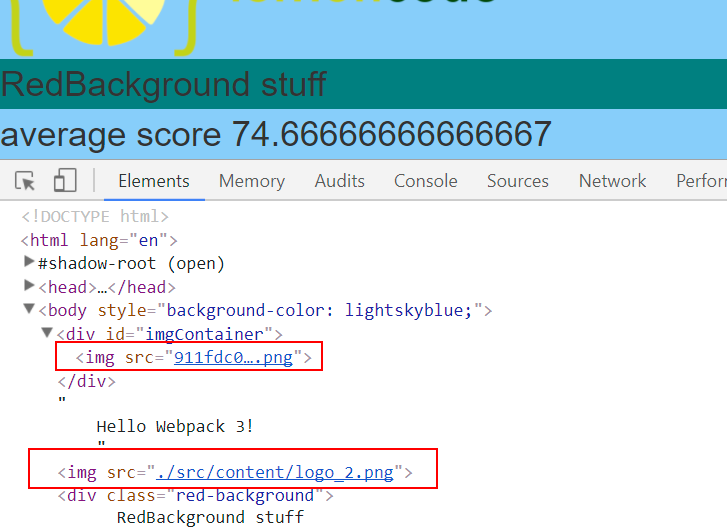 RedBackground stuff
average score 74.66666666666667
Elements Memory Audits Console Sources Network
<!DOCTYPE html>
<html lang="en">
#shadow-root (open)
<head>…</head>
<body style="background-color: lightskyblue;">
<div id="imgContainer">
<img src="911fdc0….png">
</div>
"
Hello Webpack 3!
"
<img src="./src/content/logo_2.png">
<div class="red-background">
RedBackground stuff